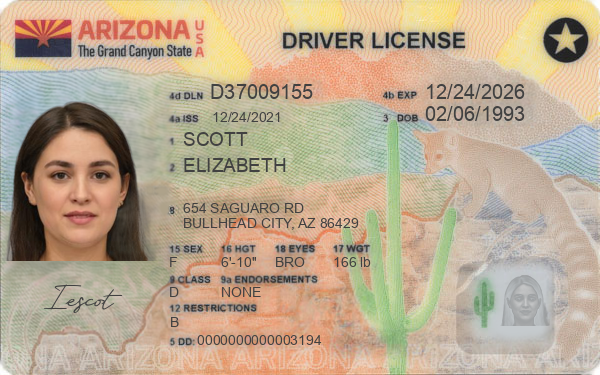 ARIZONA USA
The Grand Canyon State
DRIVER LICENSE
4d DLN D37009155
4b EXP 12/24/2026
4a ISS 12/24/2021
3 DOB 02/06/1993
1 SCOTT
2 ELIZABETH
8 654 SAGUARO RD
BULLHEAD CITY, AZ 86429
15 SEX 16 HGT 18 EYES 17 WGT
F 6'-10" BRO 166 lb
9 CLASS 9a ENDORSEMENTS
D NONE
12 RESTRICTIONS
B
5 DD: 0000000000003194
Iescot
ARIZONA ARIZONA ARIZONA ARIZONA